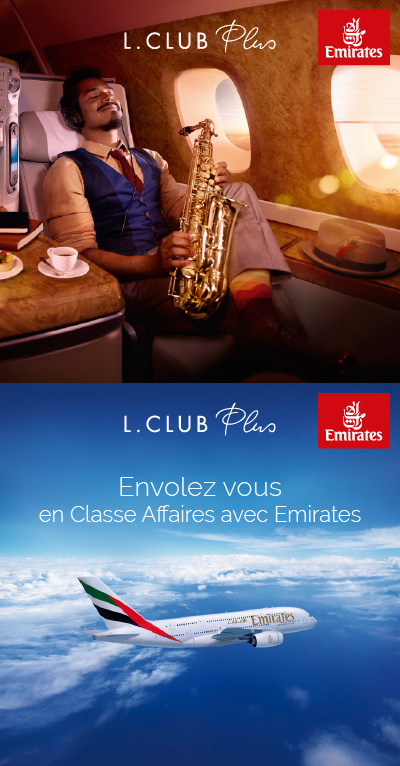 L.CLUB Plus
Emirates
L.CLUB Plus
Emirates
Envolez vous
en Classe Affaires avec Emirates
Emirates